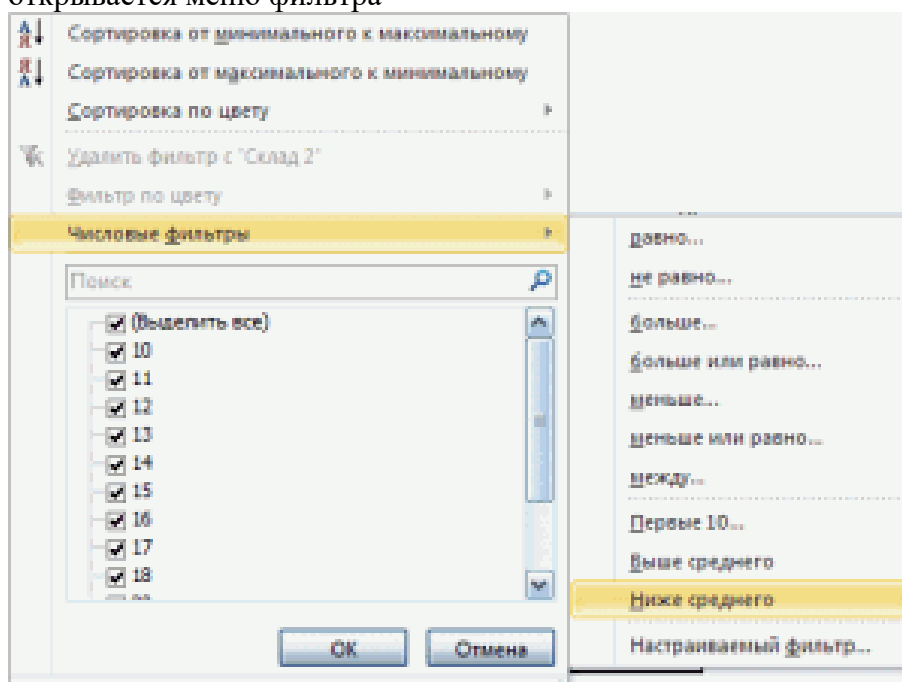 открывается меню фильтра
Сортировка от минимального к максимальному
Сортировка от максимального к минимальному
Сортировка по цвету
Удалить фильтр с "Склад 2"
Фильтр по цвету
Числовые фильтры
Поиск
(Выделить все)
10
11
12
13
14
15
16
17
18
ОК
Отмена
равно...
не равно...
больше...
больше или равно...
меньше...
меньше или равно...
между...
Первые 10...
Выше среднего
Ниже среднего
Настраиваемый фильтр...